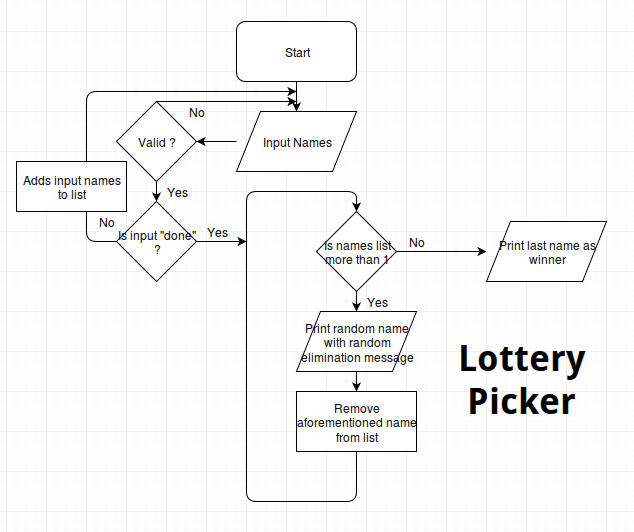 Start
No
Valid ?
Input Names
Adds input names
to list
Yes
No
Is input "done"
?
Yes
Is names list
more than 1
No
Print last name as
winner
Yes
Print random name
with random
elimination message
Remove
aforementioned name
from list
Lottery
Picker